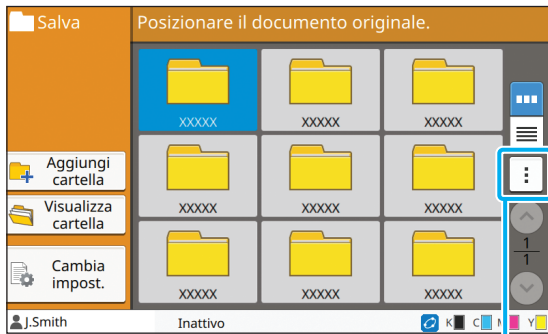 Salva
Posizionare il documento originale.
XXXXX
XXXXX
XXXXX
Aggiungi
cartella
XXXXX
XXXXX
XXXXX
Visualizza
cartella
1
1
Cambia
impost.
XXXXX
XXXXX
XXXXX
J.Smith
Inattivo
K
C
M
Y